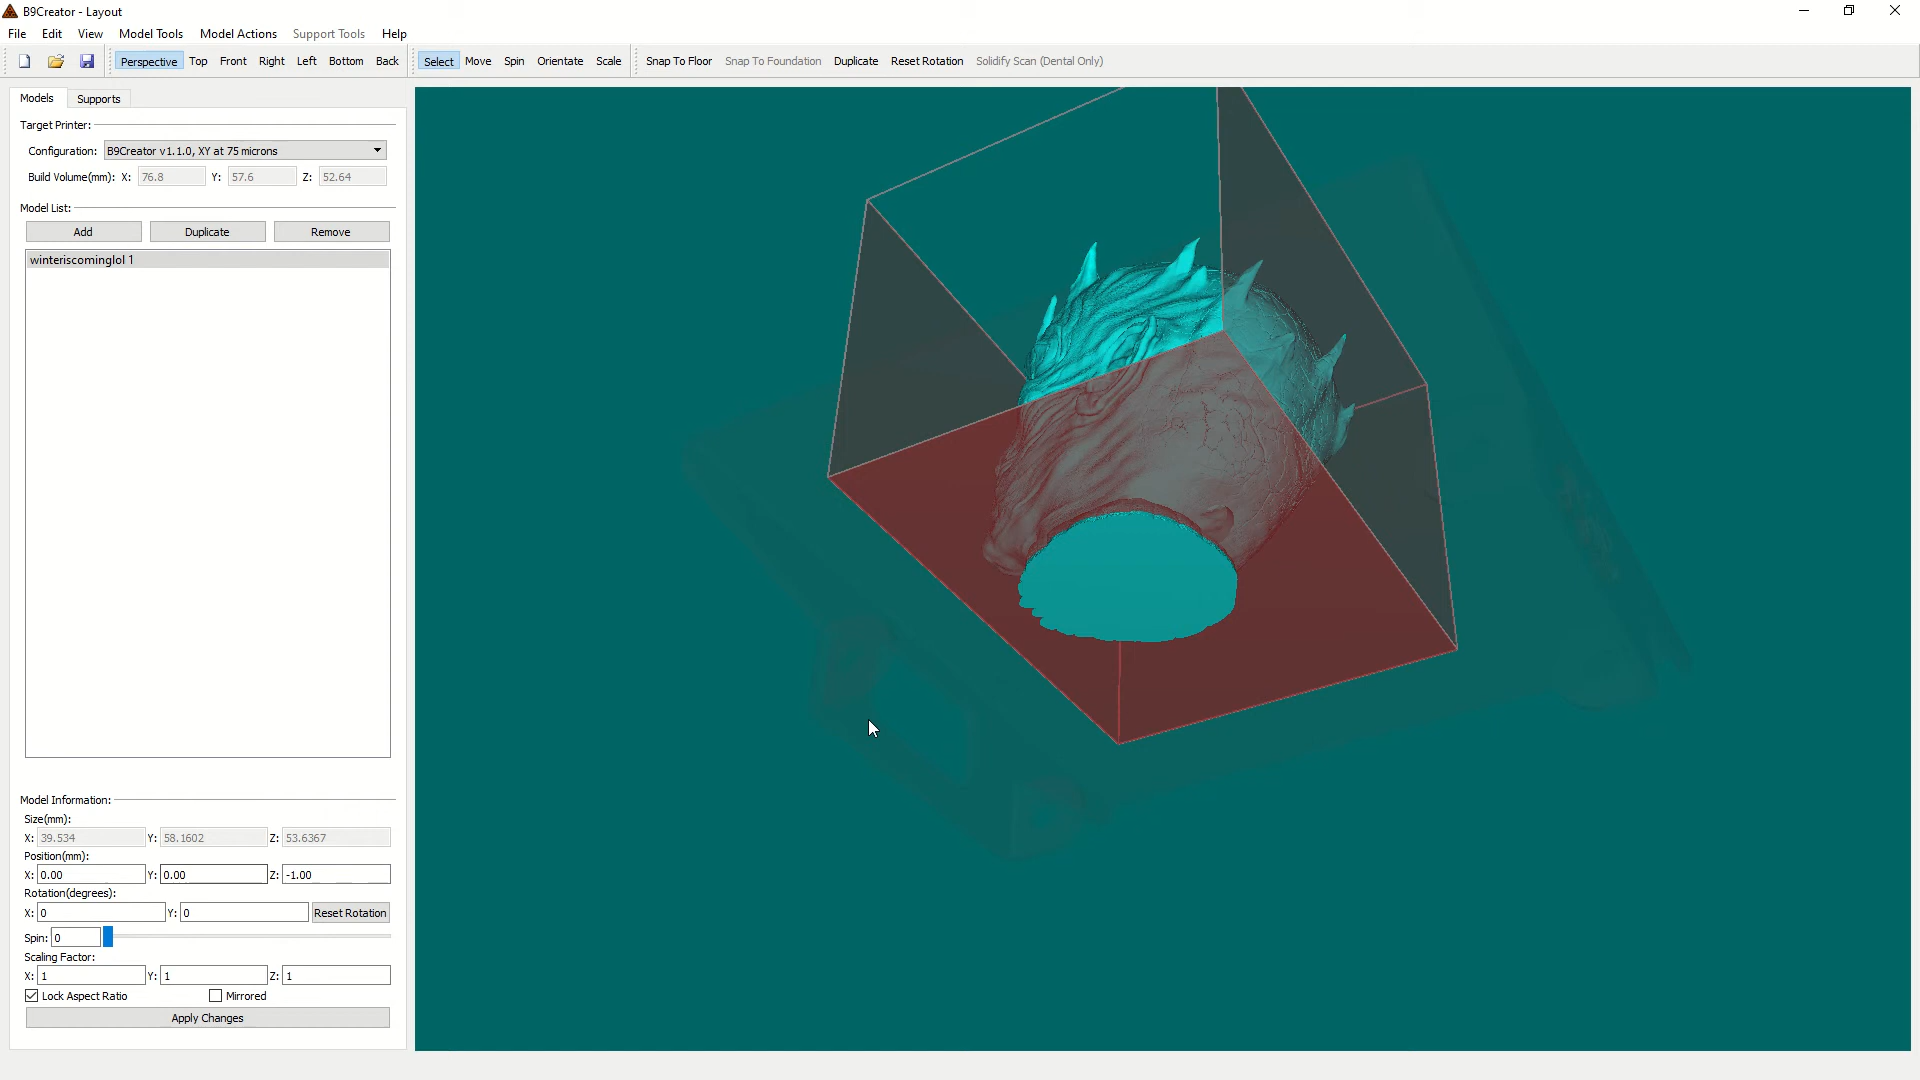 B9Creator - Layout
File Edit View Model Tools Model Actions Support Tools Help
Perspective Top Front Right Left Bottom Back Select Move Spin Orientate Scale Snap To Floor Snap To Foundation Duplicate Reset Rotation Solidify Scan (Dental Only)
Models Supports
Target Printer:
Configuration: B9Creator v1.1.0, XY at 75 microns
Build Volume(mm): X: 76.8 Y: 57.6 Z: 52.64
Model List:
Add Duplicate Remove
winteriscominglol 1
Model Information:
Size(mm):
X: 39.534 Y: 58.1602 Z: 53.6367
Position(mm):
X: 0.00 Y: 0.00 Z: -1.00
Rotation(degrees):
X: 0 Y: 0 Reset Rotation
Spin: 0
Scaling Factor:
X: 1 Y: 1 Z: 1
Lock Aspect Ratio Mirrored
Apply Changes